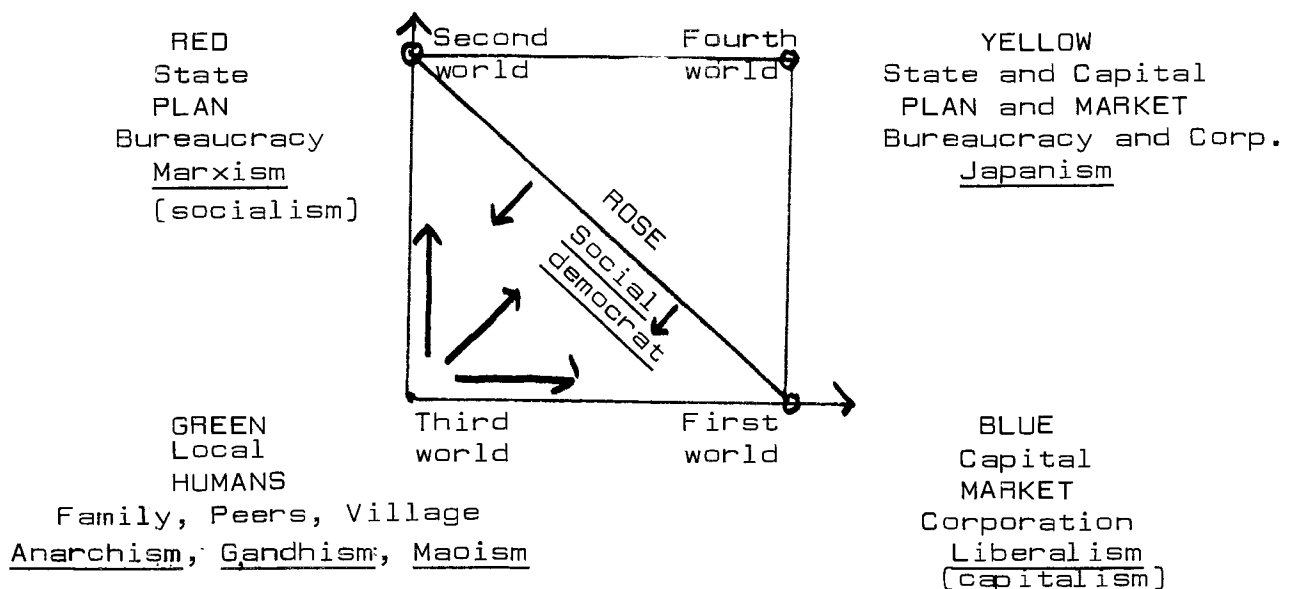 RED
State
PLAN
Bureaucracy
Marxism
[socialism]
Second
world
Fourth
world
YELLOW
State and Capital
PLAN and MARKET
Bureaucracy and Corp.
Japanism
ROSE
Social
democrat
GREEN
Local
HUMANS
Family, Peers, Village
Anarchism, Gandhism, Maoism
Third
world
First
world
BLUE
Capital
MARKET
Corporation
Liberalism
[capitalism]